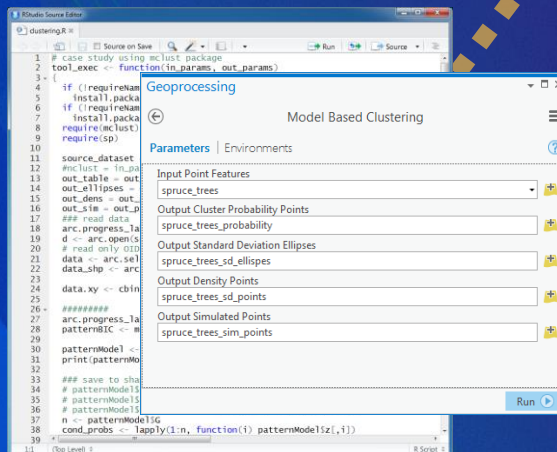 RStudio Source Editor
clustering.R
Source on Save
Run
Source
1 # case study using mclust package
2 tool_exec <- function(in_params, out_params)
3 {
4 if (!requireNam
5 install.packa
6 if (!requireNam
7 install.packa
8 require(mclust)
9 require(sp)
10
11 source_dataset
12 #nclust = in_pa
13 out_table = out
14 out_ellipses =
15 out_dens = out_
16 out_sim = out_p
17 ### read data
18 arc.progress_la
19 d <- arc.open(s
20 # read only OID
21 data <- arc.sel
22 data_shp <- arc
23
24 data.xy <- cbin
25
26 #########
27 arc.progress_la
28 patternBIC <- m
29
30 patternModel <-
31 print(patternMo
32
33 ### save to sha
34 # patternModel$
35 # patternModel$
36 # patternModel$
37 n <- patternModel$G
38 cond_probs <- lapply(1:n, function(i) patternModel$z[,i])
39
1:1 (Top Level) R Script
Geoprocessing
Model Based Clustering
Parameters | Environments
Input Point Features
spruce_trees
Output Cluster Probability Points
spruce_trees_probability
Output Standard Deviation Ellipses
spruce_trees_sd_ellispes
Output Density Points
spruce_trees_sd_points
Output Simulated Points
spruce_trees_sim_points
Run